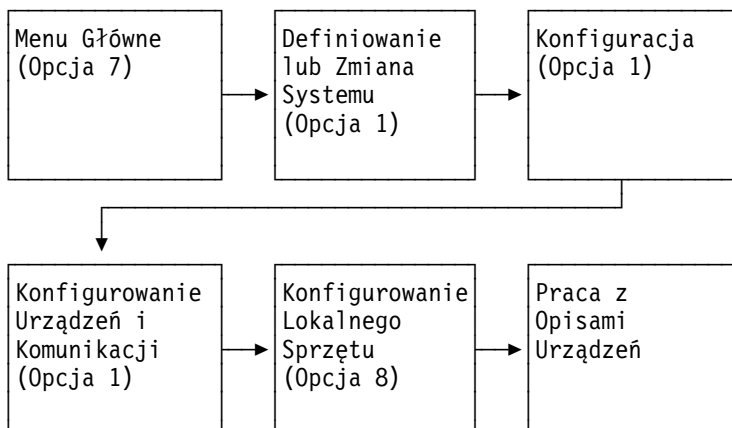 Menu Główne
(Opcja 7)
Definiowanie
lub Zmiana
Systemu
(Opcja 1)
Konfiguracja
(Opcja 1)
Konfigurowanie
Urządzeń i
Komunikacji
(Opcja 1)
Konfigurowanie
Lokalnego
Sprzętu
(Opcja 8)
Praca z
Opisami
Urządzeń